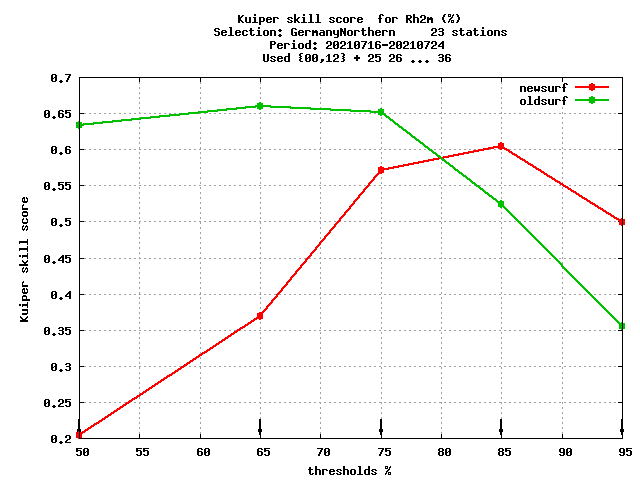 Kuiper skill score  for Rh2m (%)
Selection: GermanyNorthern     23 stations
Period: 20210716-20210724
Used {00,12} + 25 26 ... 36
newsurf
oldsurf
0.7
0.65
0.6
0.55
0.5
0.45
0.4
0.35
0.3
0.25
0.2
Kuiper skill score
50 55 60 65 70 75 80 85 90 95
thresholds %